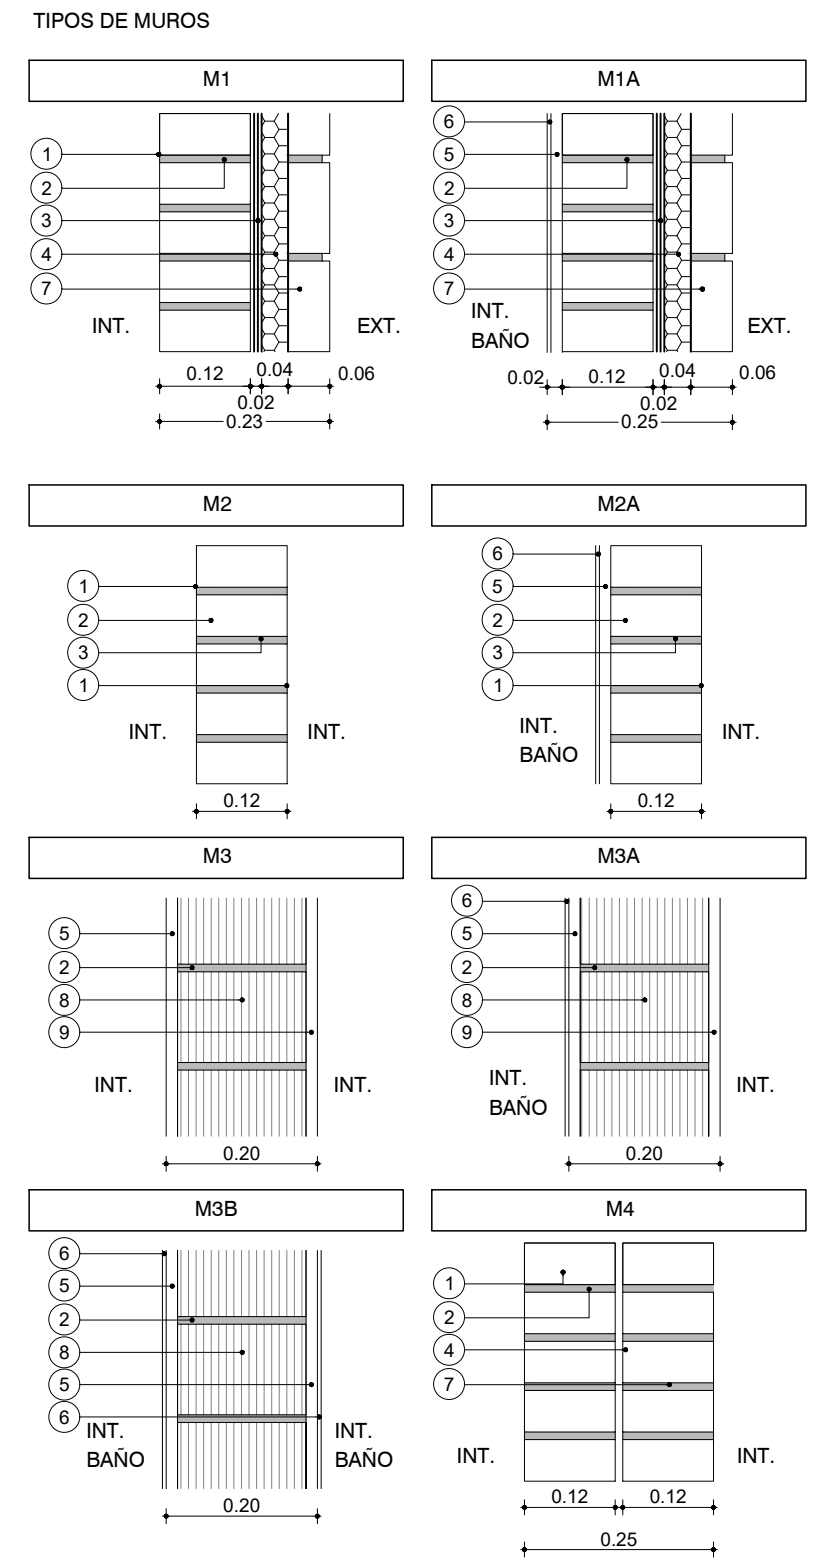 TIPOS DE MUROS
M1
1
2
3
4
7
INT.
EXT.
0.12
0.04
0.06
0.02
0.23
M1A
6
5
2
3
4
7
INT.
BAÑO
EXT.
0.02
0.12
0.04
0.06
0.02
0.25
M2
1
2
3
1
INT.
INT.
0.12
M2A
6
5
2
3
1
INT.
BAÑO
INT.
0.12
M3
5
2
8
9
INT.
INT.
0.20
M3A
6
5
2
8
9
INT.
BAÑO
INT.
0.20
M3B
6
5
2
8
5
6
INT.
BAÑO
INT.
BAÑO
0.20
M4
1
2
4
7
INT.
INT.
0.12
0.12
0.25